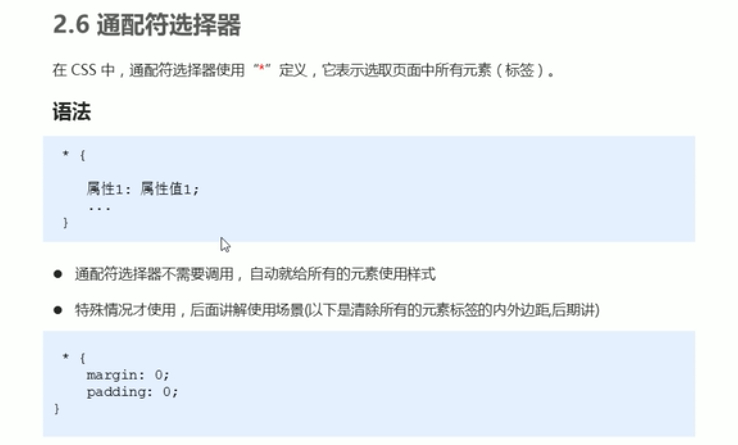 2.6 通配符选择器
在 CSS 中，通配符选择器使用“*”定义，它表示选取页面中所有元素（标签）。
语法
* {
属性1: 属性值1;
...
}
● 通配符选择器不需要调用，自动就给所有的元素使用样式
● 特殊情况才使用，后面讲解使用场景(以下是清除所有的元素标签的内外边距,后期讲)
* {
margin: 0;
padding: 0;
}